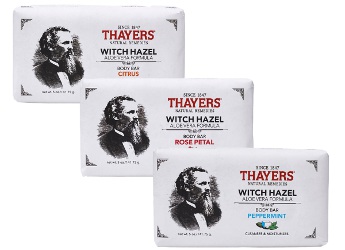 SINCE 1847
THAYERS
NATURAL REMEDIES
WITCH HAZEL
ALOE VERA FORMULA
BODY BAR
CITRUS
SINCE 1847
THAYERS
NATURAL REMEDIES
WITCH HAZEL
ALOE VERA FORMULA
BODY BAR
ROSE PETAL
SINCE 1847
THAYERS
NATURAL REMEDIES
WITCH HAZEL
ALOE VERA FORMULA
BODY BAR
PEPPERMINT
CLEANSES & MOISTURIZES